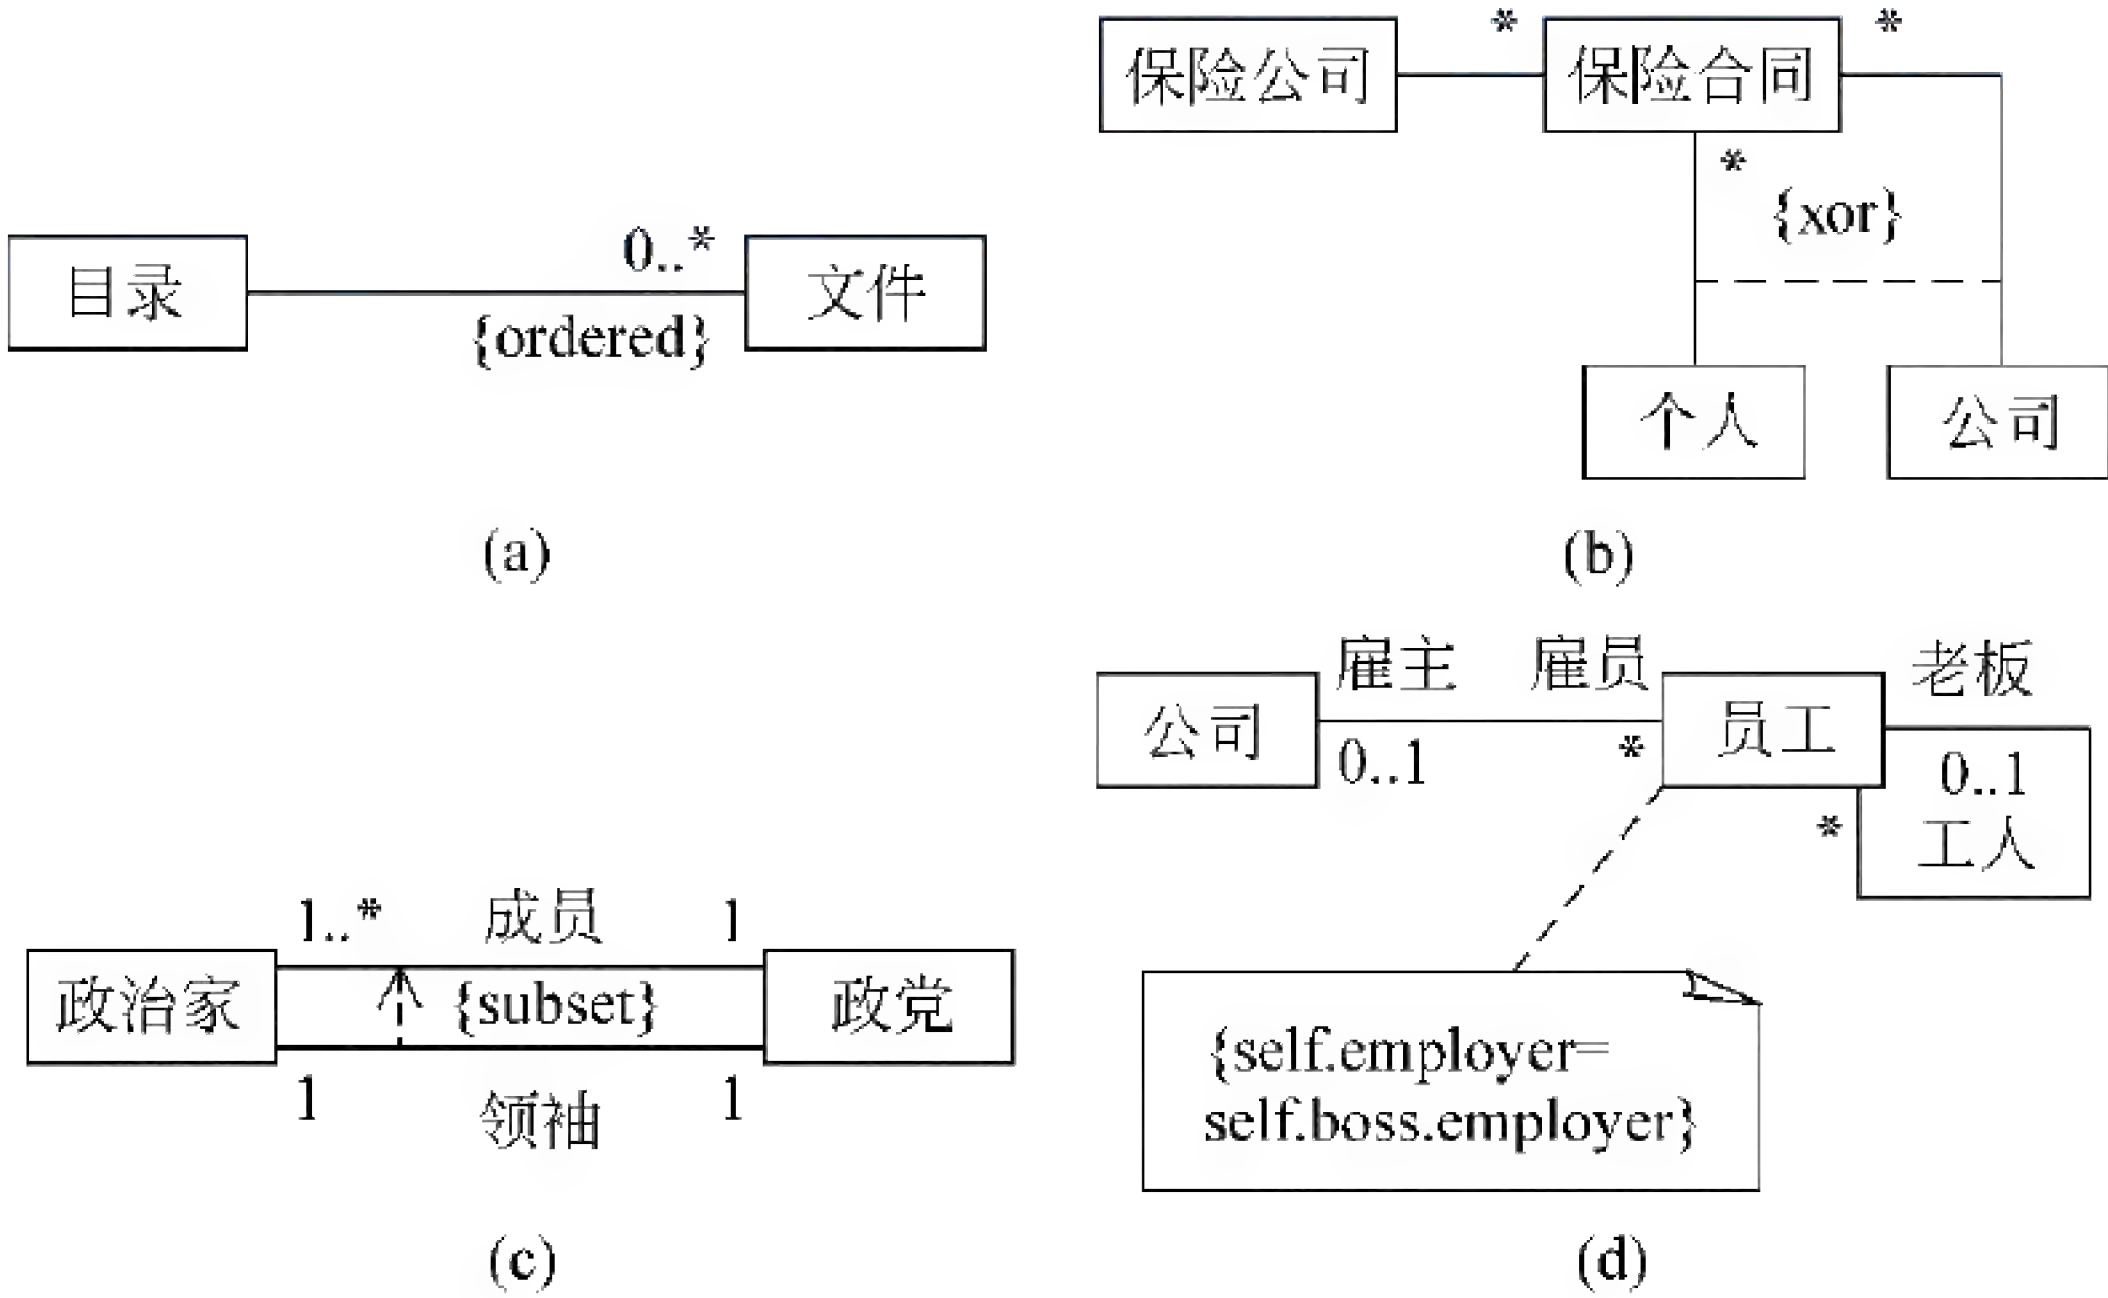 目录
0..*
{ordered}
文件
(a)
保险公司
*
保险合同
*
*
{xor}
个人
公司
(b)
政治家
1..*
成员
1
{subset}
1
领袖
1
政党
(c)
公司
雇主
雇员
0..1
*
员工
老板
0..1
工人
*
{self.employer=
self.boss.employer}
(d)